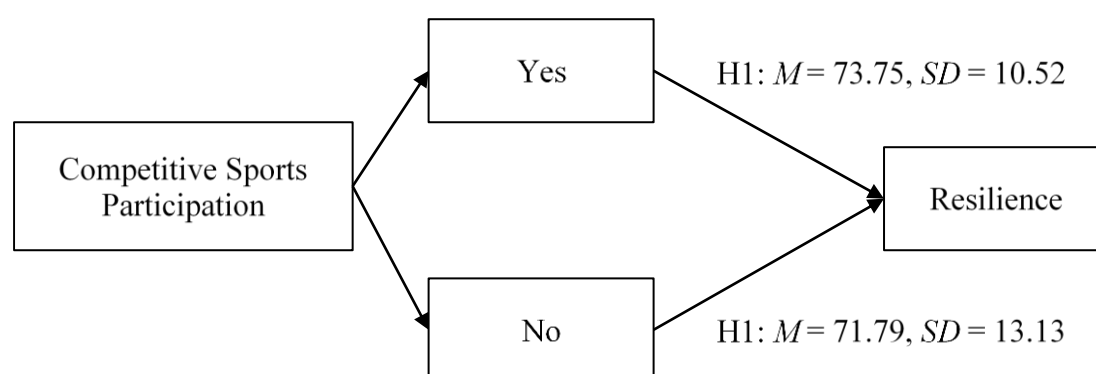 Yes
H1: M = 73.75, SD = 10.52
Competitive Sports
Participation
Resilience
No
H1: M = 71.79, SD = 13.13